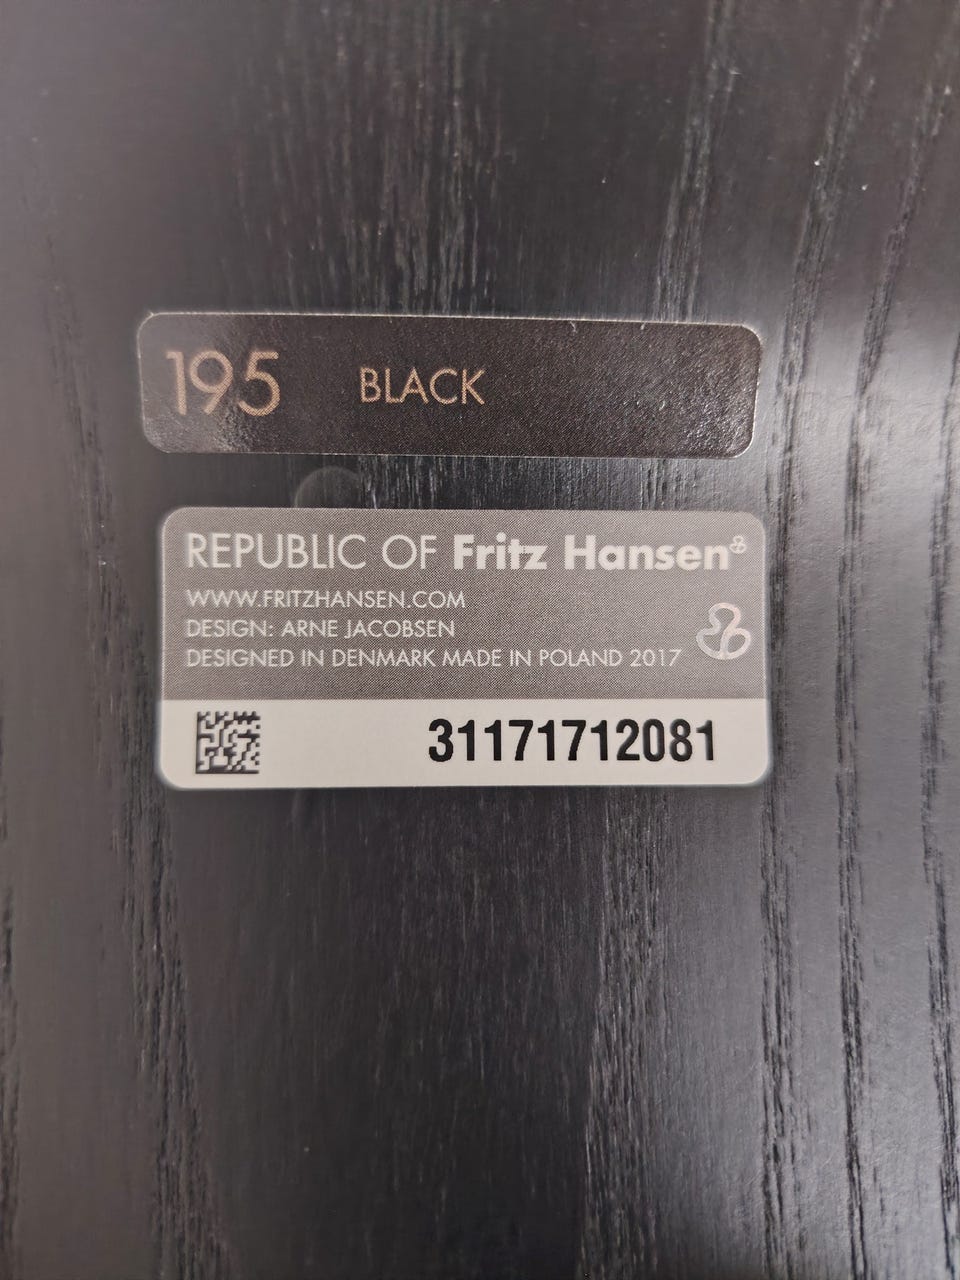 195 BLACK
REPUBLIC OF Fritz Hansen
WWW.FRITZHANSEN.COM
DESIGN: ARNE JACOBSEN
DESIGNED IN DENMARK MADE IN POLAND 2017
31171712081